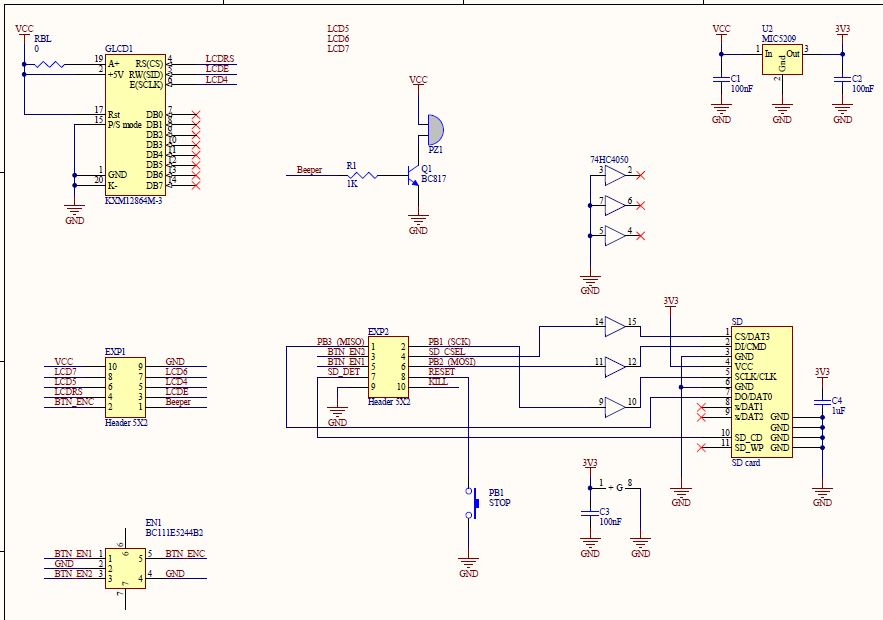 VCC
RBL
0
GLCD1
19 A+ RS(CS) 4 LCDRS
2 +5V RW(SID) 5 LCDE
E(SCLK) 6 LCD4
17 Rst DB0 7
15 P/S mode DB1 8
DB2 9
DB3 10
DB4 11
DB5 12
1 GND DB6 13
20 K- DB7 14
KXM12864M-3
GND
LCD5
LCD6
LCD7
VCC
PZ1
Beeper
R1
1K
Q1
BC817
GND
74HC4050
3 2
7 6
5 4
GND
VCC
U2
MIC5209
3V3
1 In Out 3
Gnd
2
C1
100nF
C2
100nF
GND
GND
GND
EXP1
VCC 10 9 GND
LCD7 8 7 LCD6
LCD5 6 5 LCD4
LCDRS 4 3 LCDE
BTN_ENC 2 1 Beeper
Header 5X2
EXP2
PB3 (MISO) 1 2 PB1 (SCK)
BTN_EN2 3 4 SD_CSEL
BTN_EN1 5 6 PB2 (MOSI)
SD_DET 7 8 RESET
9 10 KILL
Header 5X2
GND
14 15
11 12
9 10
3V3
SD
1 CS/DAT3
2 DI/CMD
3 GND
4 VCC
5 SCLK/CLK
6 GND
7 DO/DAT0
8 x/DAT1
9 x/DAT2 GND
GND
10 SD_CD GND
11 SD_WP GND
SD card
3V3
C4
1uF
GND
GND
PB1
STOP
GND
3V3
1 + G 8
C3
100nF
GND
GND
EN1
BC111E5244B2
6
6
BTN_EN1 1 1 5 5 BTN_ENC
GND 2 2
BTN_EN2 3 3 4 4 GND
7
7